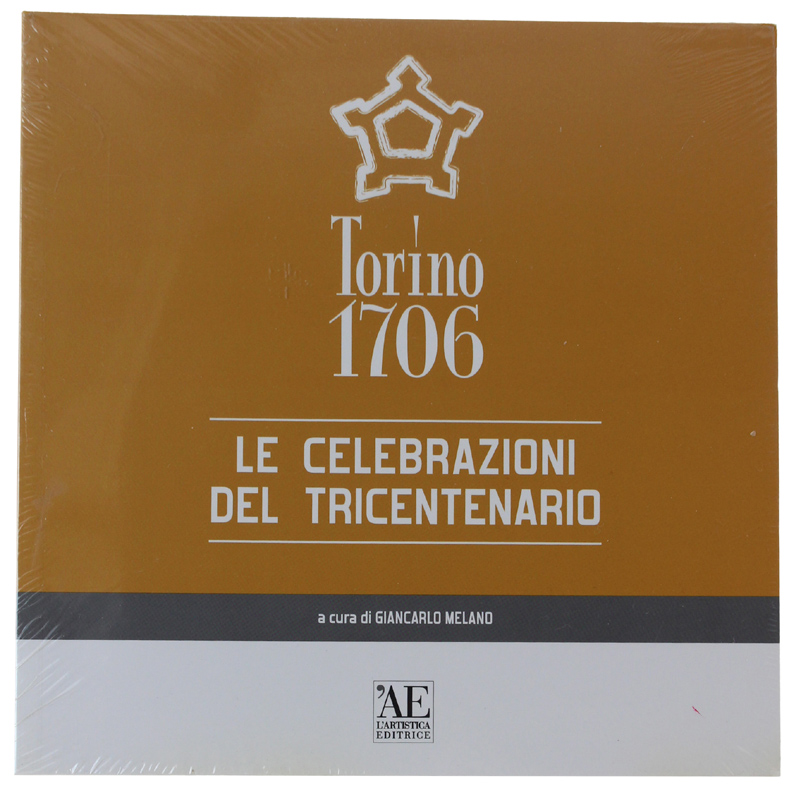 Torino
1706
LE CELEBRAZIONI
DEL TRICENTENARIO
a cura di GIANCARLO MELANO
'AE
L'ARTISTICA
EDITRICE